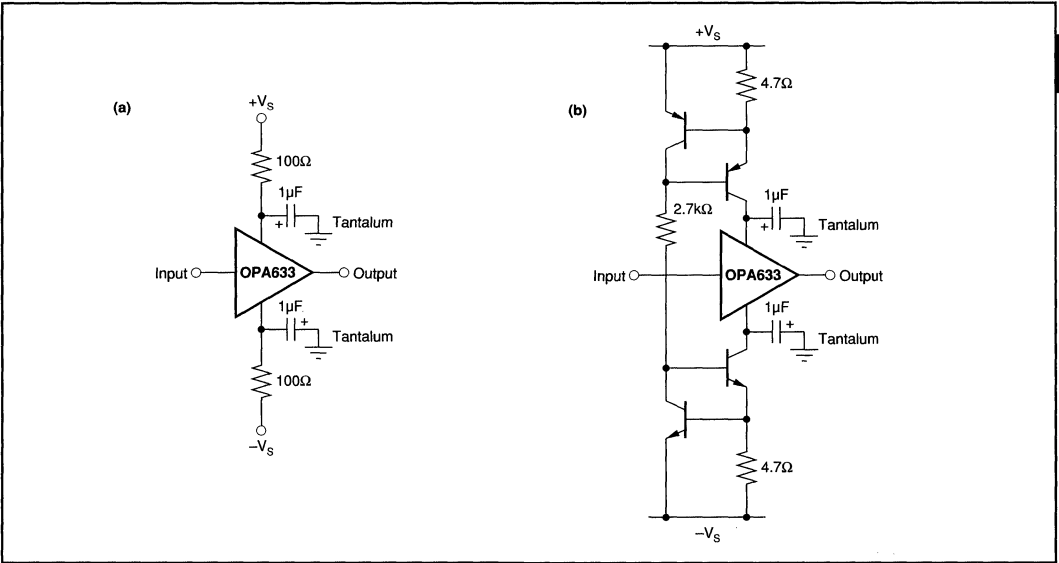 (a)
+VS
100Ω
1µF
+
Tantalum
Input
OPA633
Output
1µF
+
Tantalum
100Ω
–VS
(b)
+VS
4.7Ω
1µF
+
Tantalum
2.7kΩ
Input
OPA633
Output
1µF
+
Tantalum
4.7Ω
–VS